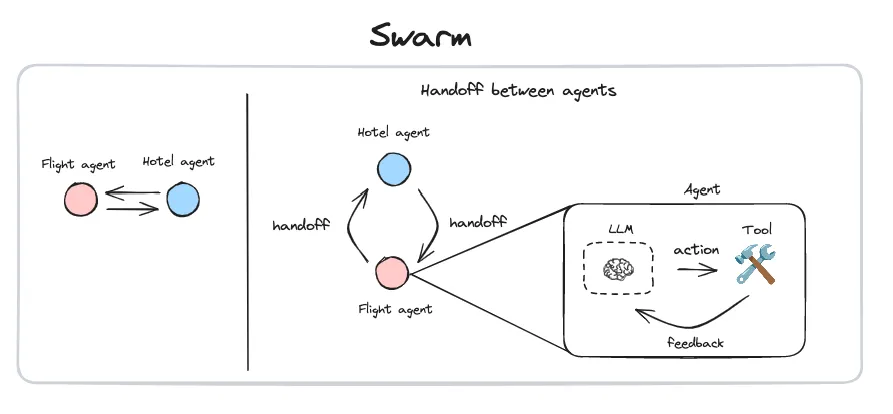 Swarm
Handoff between agents
Flight agent
Hotel agent
Hotel agent
handoff
handoff
Flight agent
Agent
LLM
Tool
action
feedback